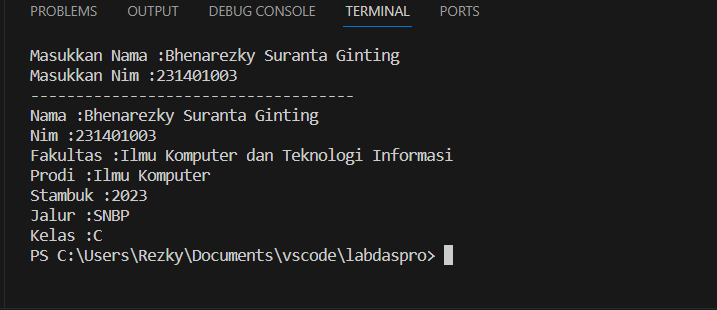 PROBLEMS OUTPUT DEBUG CONSOLE TERMINAL PORTS
Masukkan Nama :Bhenarezky Suranta Ginting
Masukkan Nim :231401003
------------------------------------
Nama :Bhenarezky Suranta Ginting
Nim :231401003
Fakultas :Ilmu Komputer dan Teknologi Informasi
Prodi :Ilmu Komputer
Stambuk :2023
Jalur :SNBP
Kelas :C
PS C:\Users\Rezky\Documents\vscode\labdaspro>